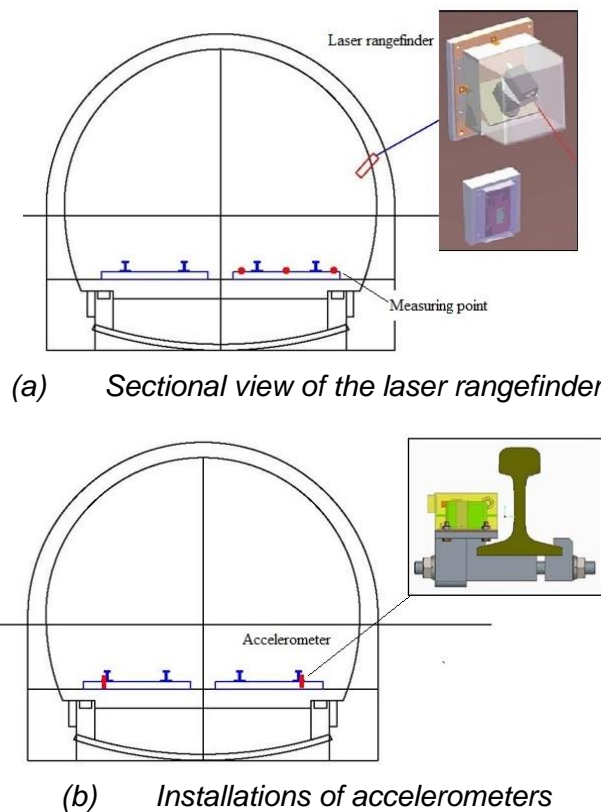 Laser rangefinder
Measuring point
(a) Sectional view of the laser rangefinder
Accelerometer
(b) Installations of accelerometers